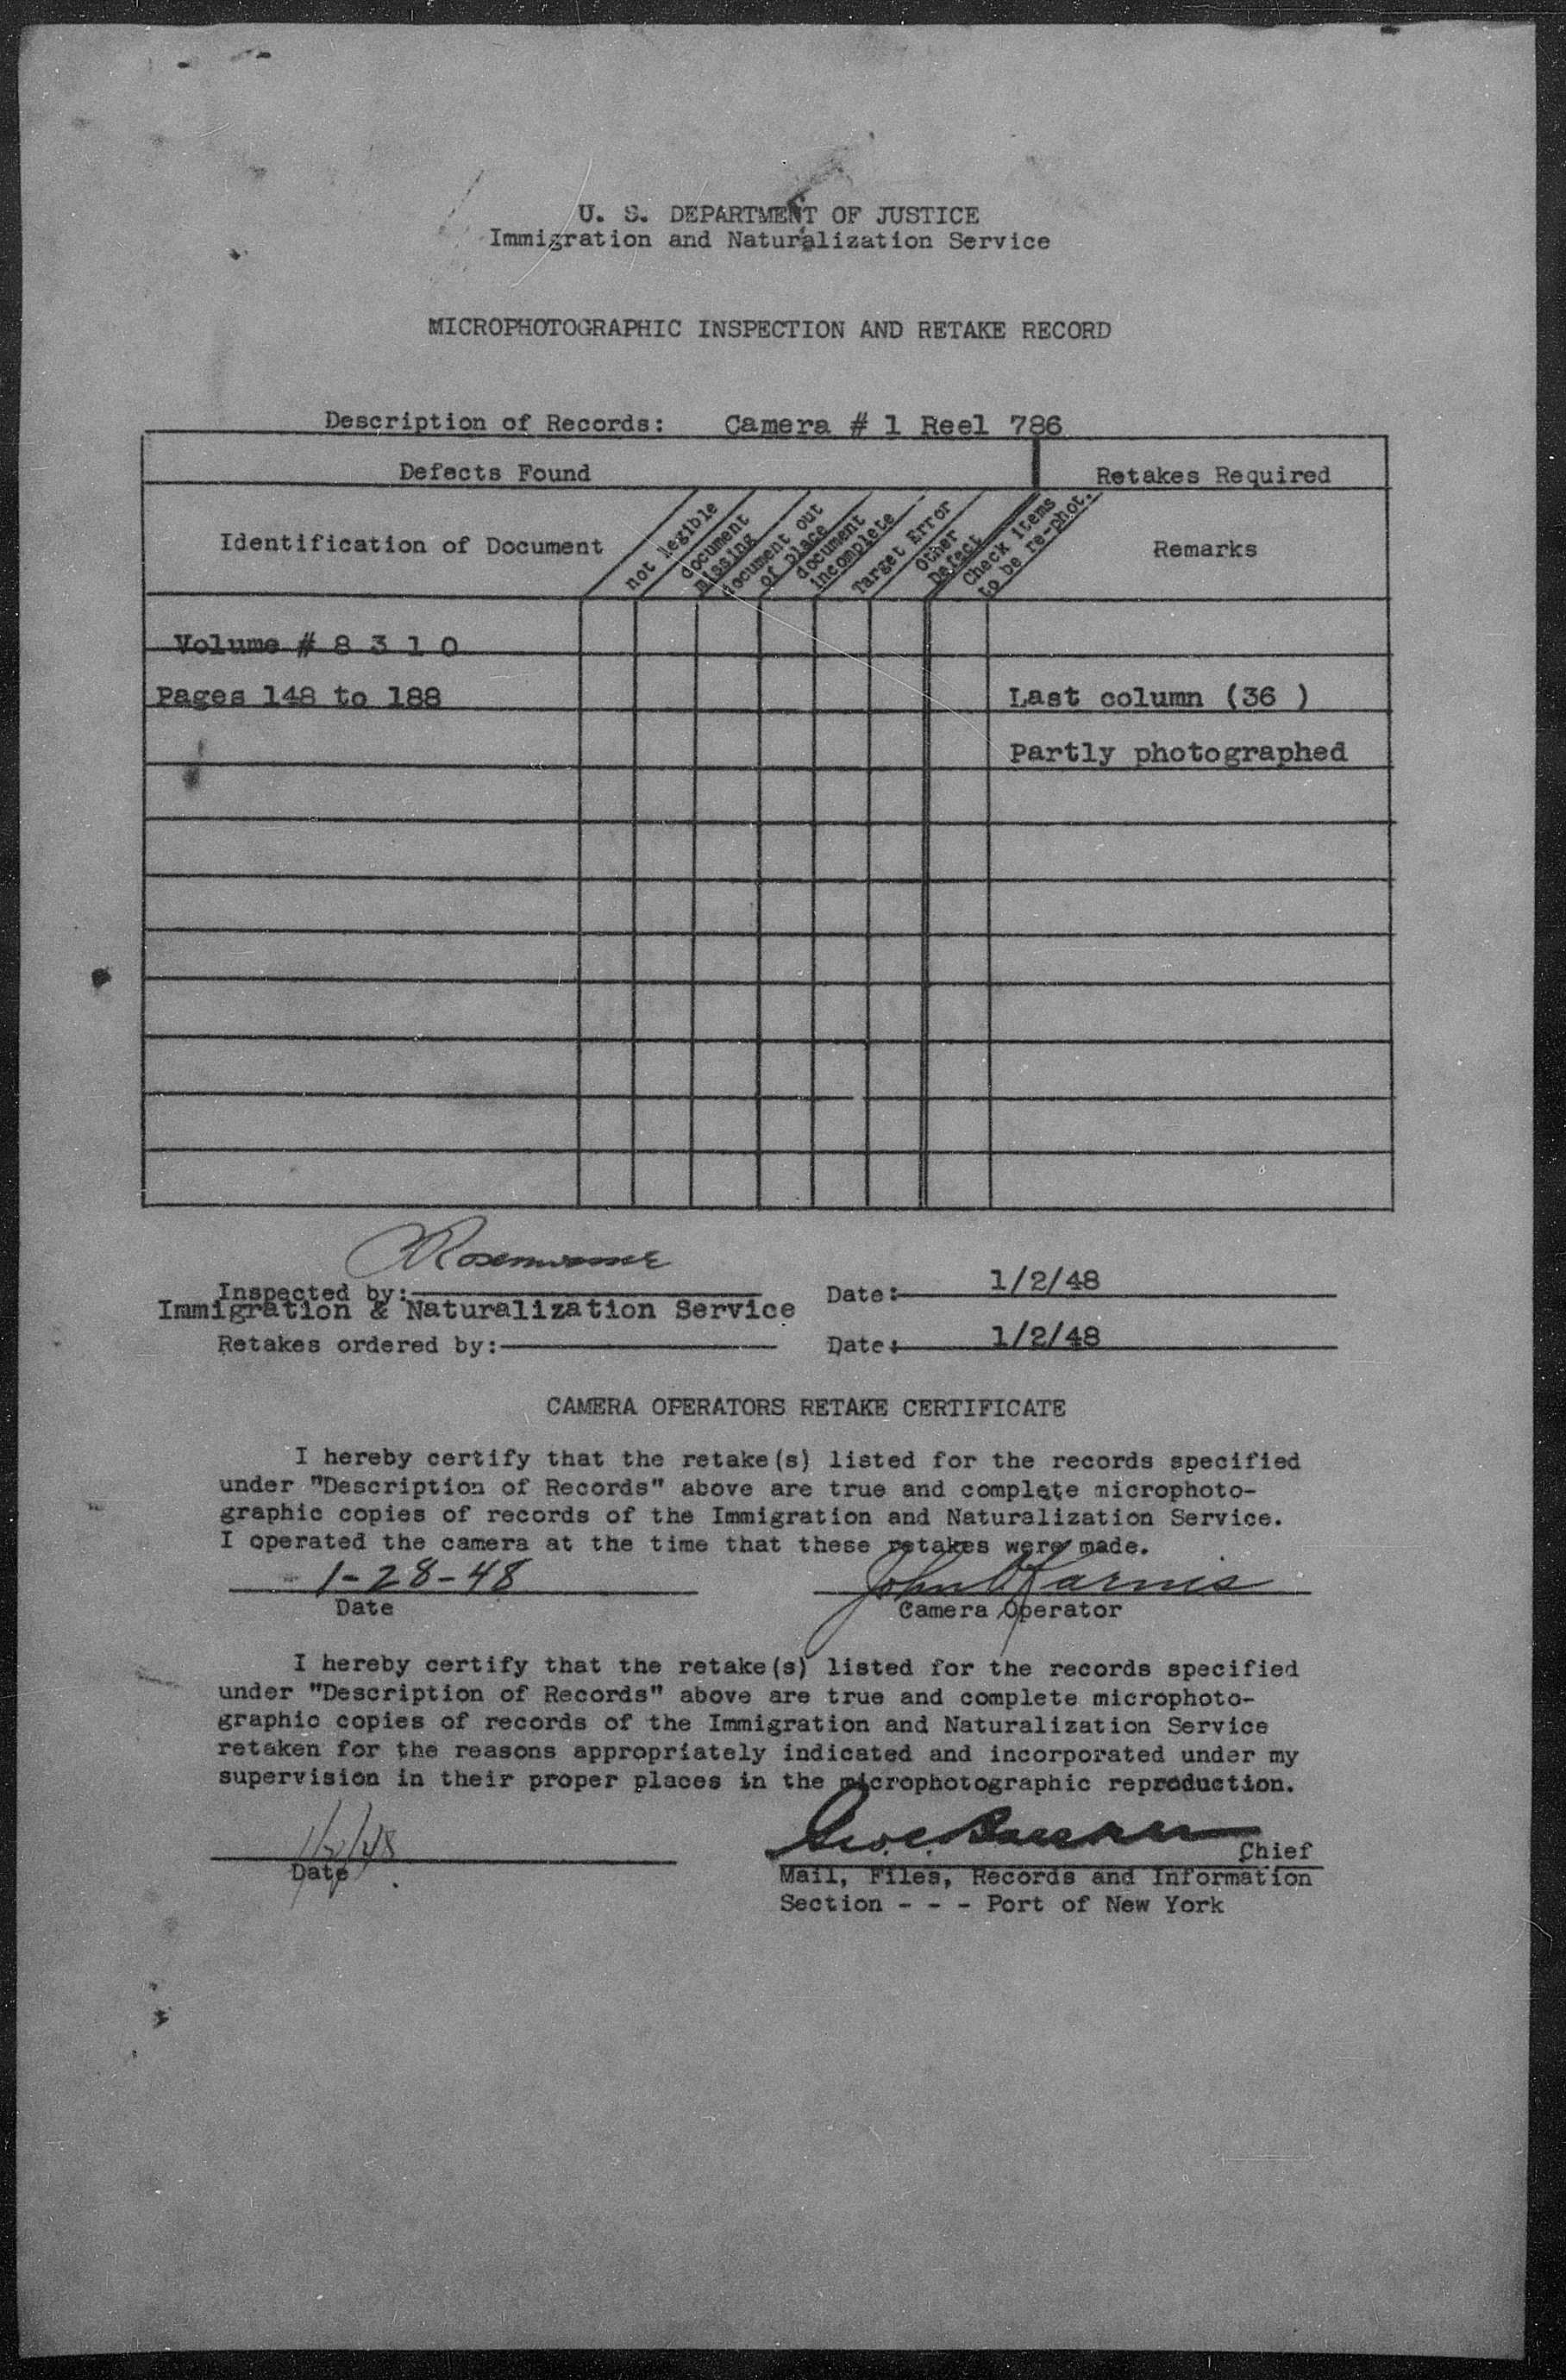 U. S. DEPARTMENT OF JUSTICE
Immigration and Naturalization Service
MICROPHOTOGRAPHIC INSPECTION AND RETAKE RECORD
Description of Records: Camera # 1 Reel 786
Defects Found
Retakes Required
Identification of Document
not legible
document missing
document out of place
document incomplete
Target Error
Other Defect
Check items to be re-phot.
Remarks
Volume # 8 3 1 0
Pages 148 to 188
Last column (36 )
Partly photographed
Inspected by:
Date: 1/2/48
Immigration & Naturalization Service
Retakes ordered by:
Date: 1/2/48
CAMERA OPERATORS RETAKE CERTIFICATE
I hereby certify that the retake(s) listed for the records specified
under "Description of Records" above are true and complete microphoto-
graphic copies of records of the Immigration and Naturalization Service.
I operated the camera at the time that these retakes were made.
1-28-48
John
Date
Camera Operator
I hereby certify that the retake(s) listed for the records specified
under "Description of Records" above are true and complete microphoto-
graphic copies of records of the Immigration and Naturalization Service
retaken for the reasons appropriately indicated and incorporated under my
supervision in their proper places in the microphotographic reproduction.
Chief
Date
Mail, Files, Records and Information
Section - - - Port of New York